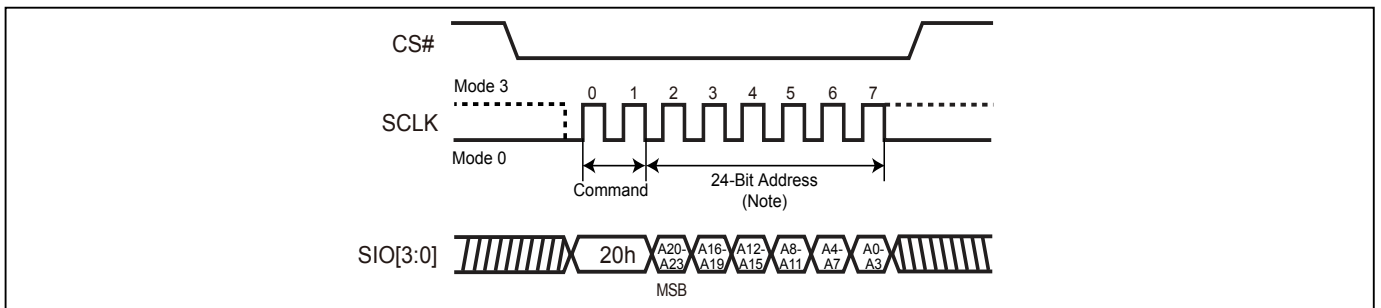 CS#
Mode 3
0 1 2 3 4 5 6 7
SCLK
Mode 0
Command
24-Bit Address
(Note)
SIO[3:0]
20h
A20-
A23
A16-
A19
A12-
A15
A8-
A11
A4-
A7
A0-
A3
MSB